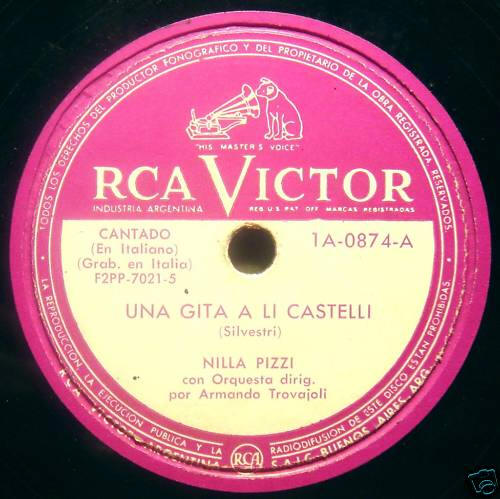 TODOS LOS DERECHOS DEL PRODUCTOR FONOGRAFICO Y DEL PROPIETARIO DE LA OBRA REGISTRADA, RESERVADOS.
"HIS MASTER'S VOICE"
RCA VICTOR
INDUSTRIA ARGENTINA
REG. U.S. PAT. OFF. MARCAS REGISTRADAS
CANTADO
(En Italiano)
(Grab. en Italia)
F2PP-7021-5
1A-0874-A
UNA GITA A LI CASTELLI
(Silvestri)
NILLA PIZZI
con Orquesta dirig.
por Armando Trovajoli
LA REPRODUCCION, LA EJECUCION PUBLICA Y LA RADIODIFUSION DE ESTE DISCO ESTAN PROHIBIDAS.
RCA VICTOR ARGENTINA
RCA
S.A.I.C. BUENOS AIRES, ARG.